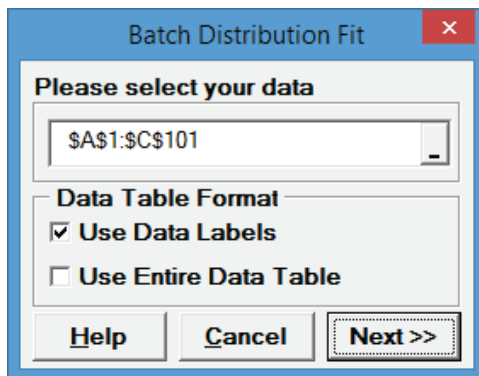 Batch Distribution Fit
Please select your data
$A$1:$C$101
Data Table Format
Use Data Labels
Use Entire Data Table
Help Cancel Next >>